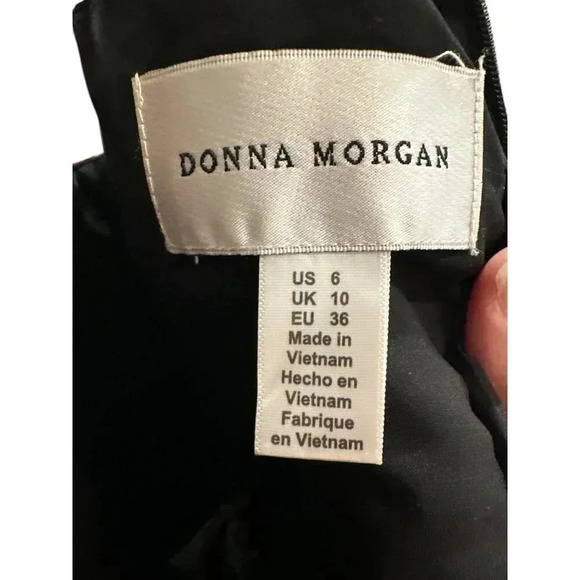 DONNA MORGAN
US 6
UK 10
EU 36
Made in
Vietnam
Hecho en
Vietnam
Fabrique
en Vietnam